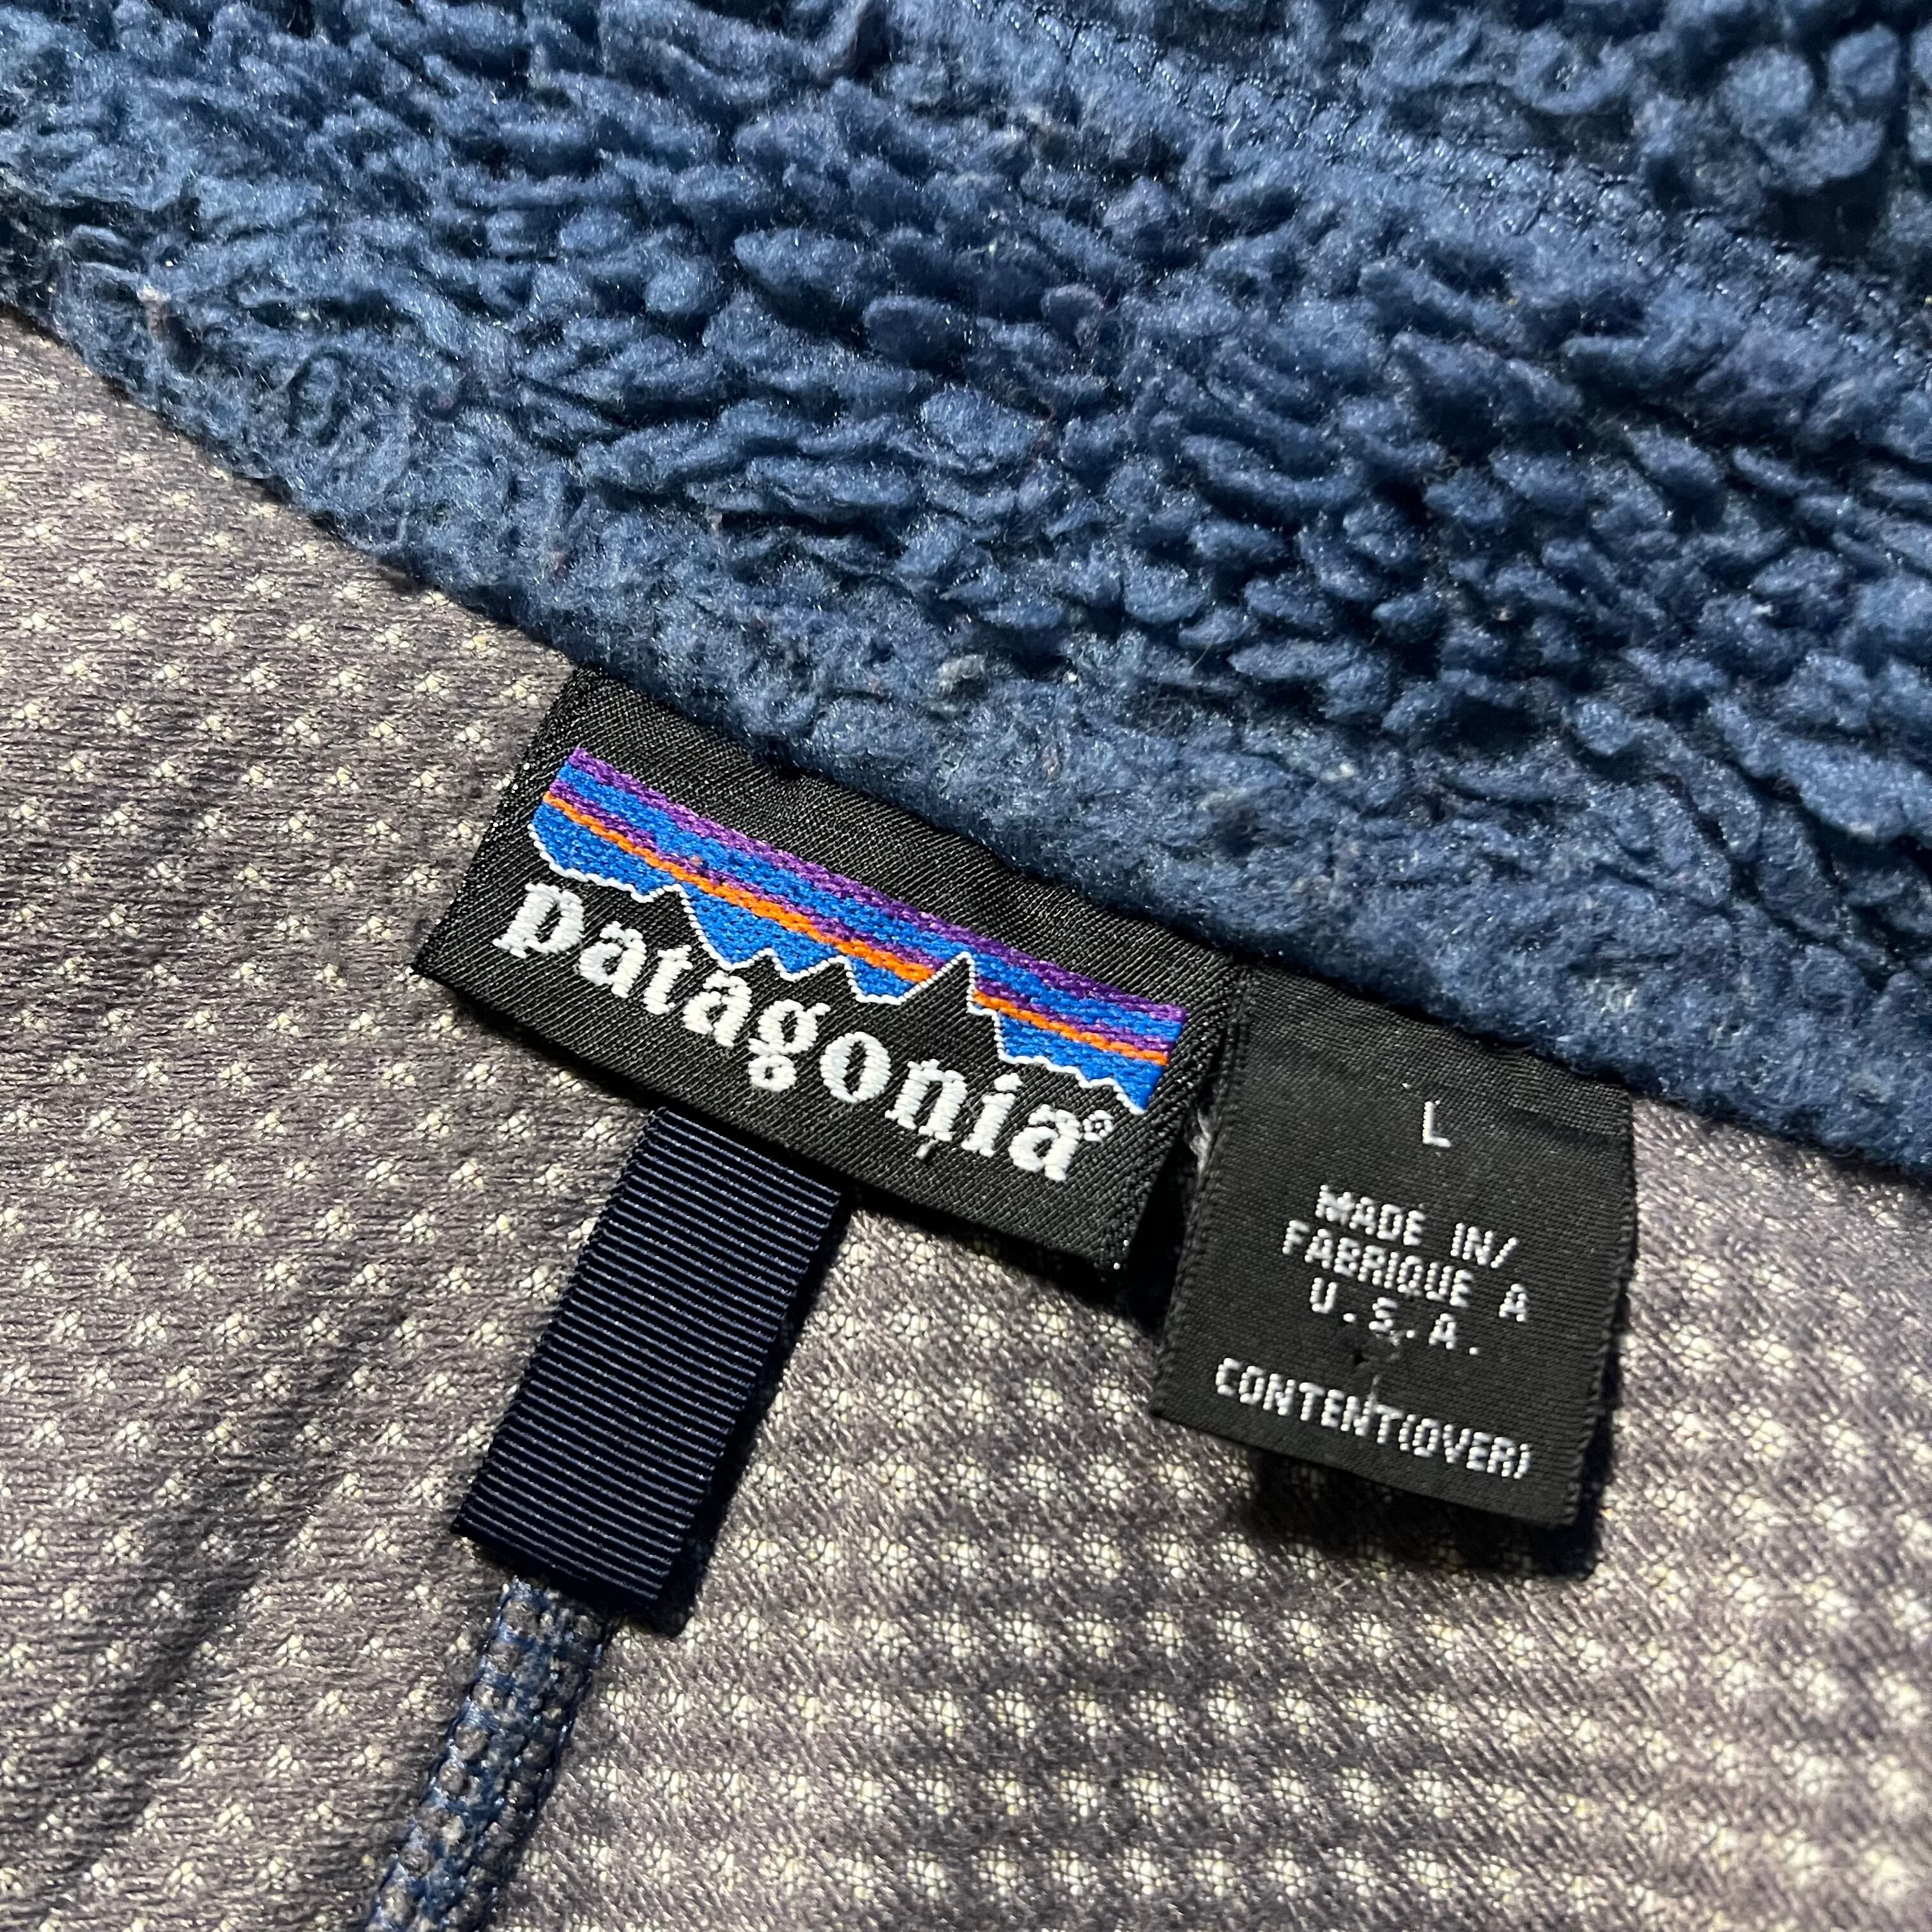 patagonia®
L
MADE IN/
FABRIQUE A
U.S.A.
CONTENT(OVER)